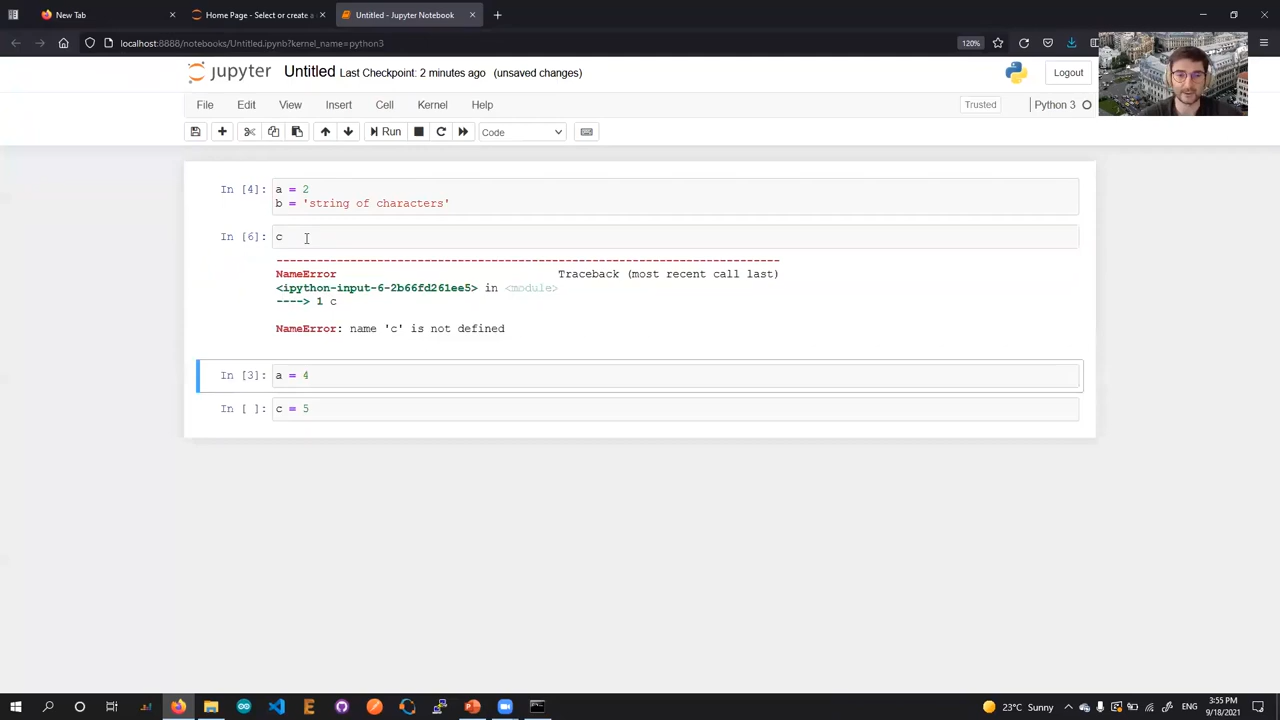 New Tab
Home Page - Select or create a
Untitled - Jupyter Notebook
localhost:8888/notebooks/Untitled.ipynb?kernel_name=python3
120%
jupyter
Untitled Last Checkpoint: 2 minutes ago (unsaved changes)
Logout
File Edit View Insert Cell Kernel Help
Trusted
Python 3
Run
Code
In [4]: a = 2
b = 'string of characters'
In [6]: c
---------------------------------------------------------------------------
NameError Traceback (most recent call last)
<ipython-input-6-2b66fd261ee5> in <module>
----> 1 c
NameError: name 'c' is not defined
In [3]: a = 4
In [ ]: c = 5
23°C Sunny
ENG
3:55 PM
9/18/2021